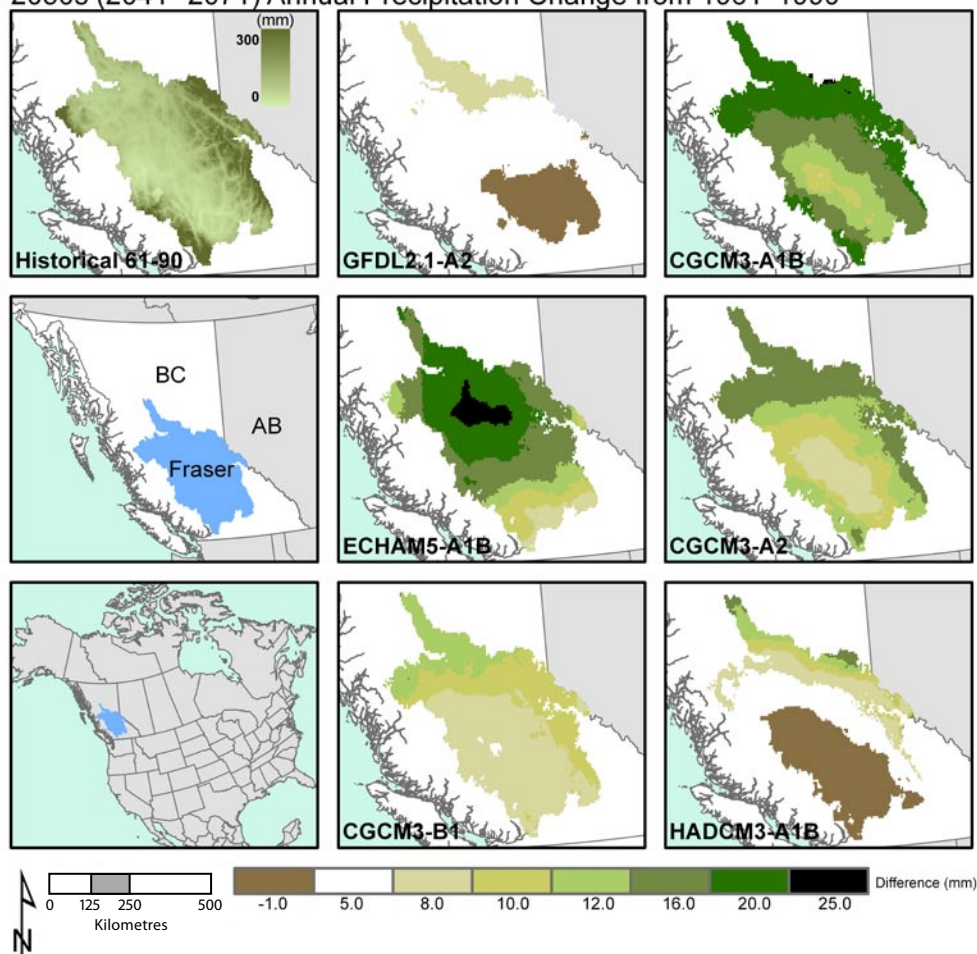 2050s (2041–2071) Annual Precipitation Change from 1961–1990
(mm)
300
0
Historical 61-90
GFDL2.1-A2
CGCM3-A1B
BC
AB
Fraser
ECHAM5-A1B
CGCM3-A2
CGCM3-B1
HADCM3-A1B
0 125 250 500
Kilometres
N
-1.0 5.0 8.0 10.0 12.0 16.0 20.0 25.0
Difference (mm)